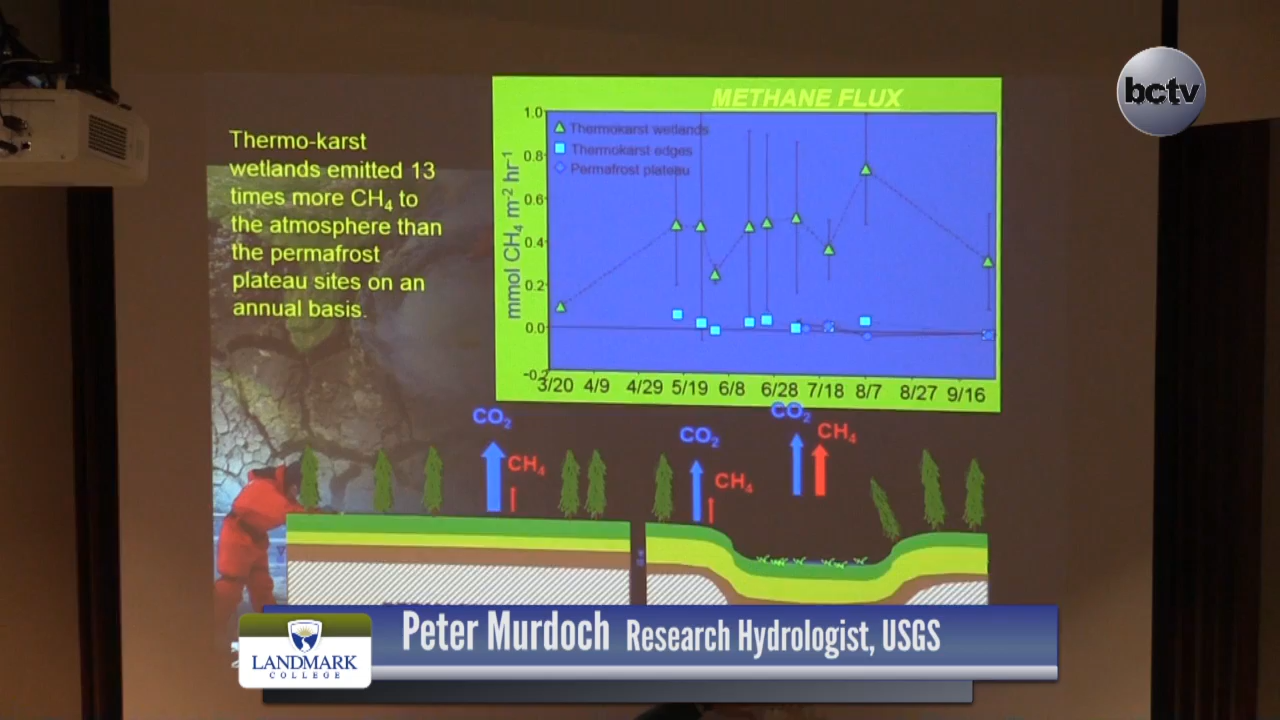 bctv
METHANE FLUX
Thermo-karst
wetlands emitted 13
times more CH₄ to
the atmosphere than
the permafrost
plateau sites on an
annual basis.
mmol CH₄ m⁻² hr⁻¹
1.0
0.8
0.6
0.4
0.2
0.0
Thermokarst wetlands
Thermokarst edges
Permafrost plateau
3/20 4/9 4/29 5/19 6/8 6/28 7/18 8/7 8/27 9/16
CO₂
CH₄
CO₂
CH₄
CO₂
CH₄
Peter Murdoch Research Hydrologist, USGS
LANDMARK
COLLEGE